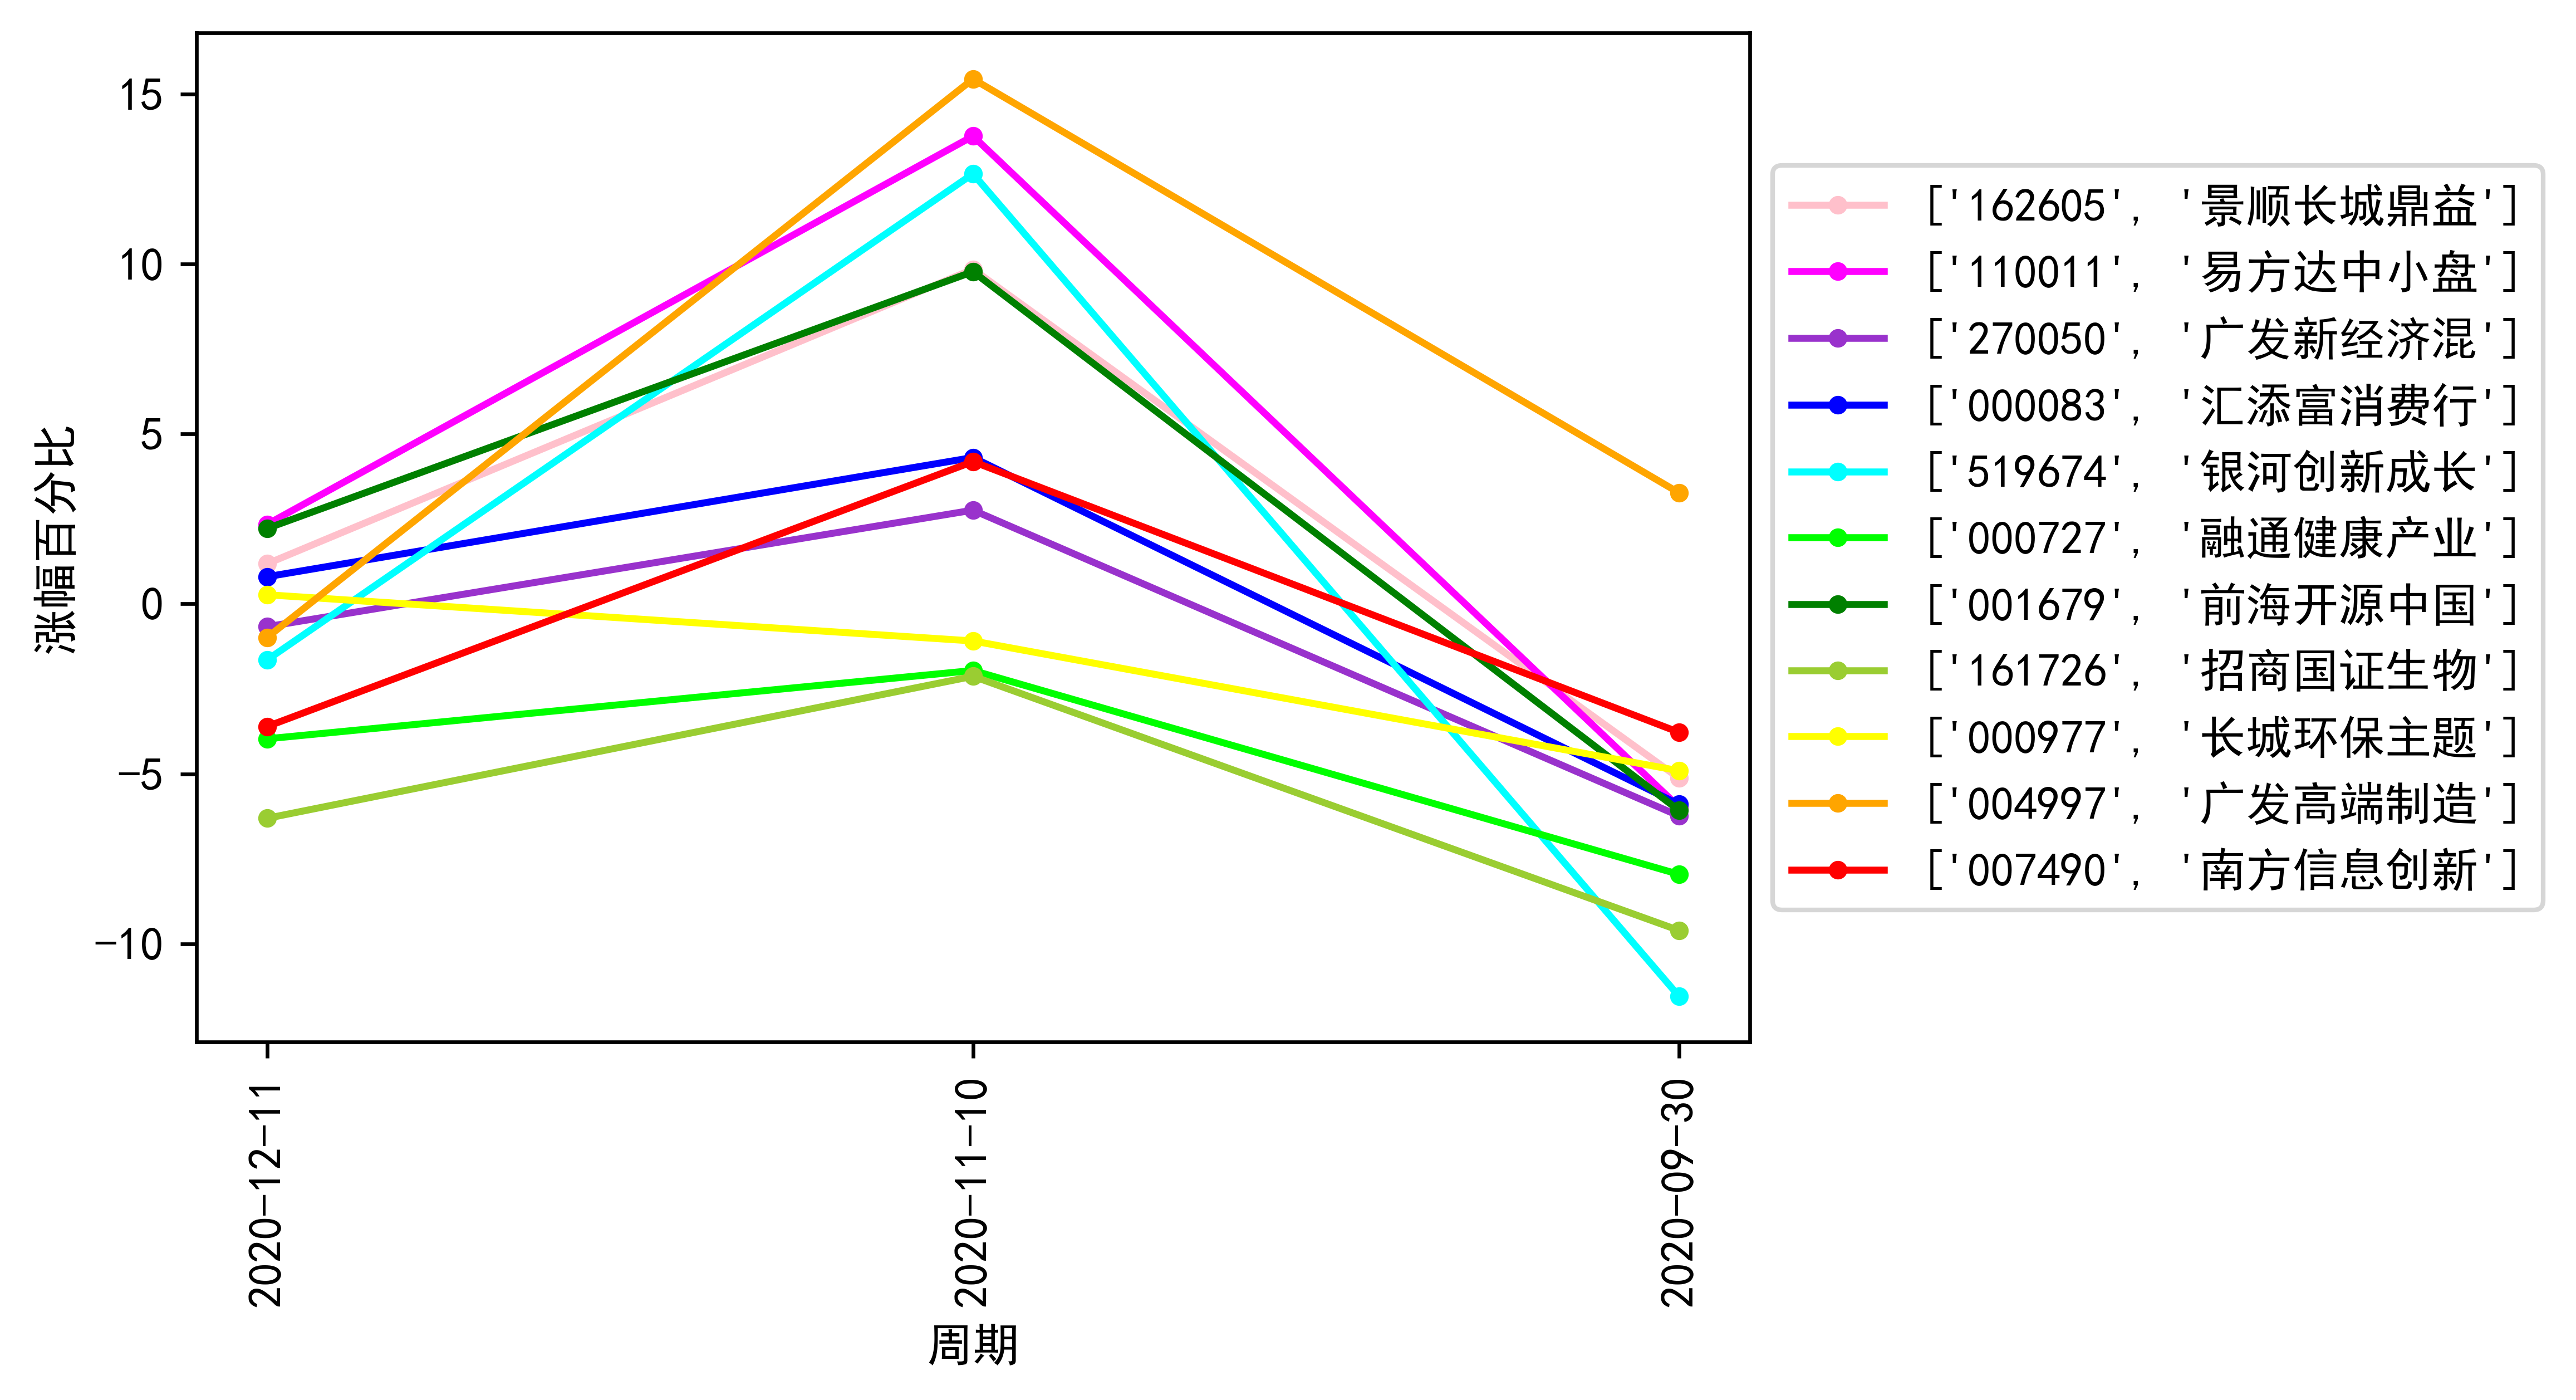 涨幅百分比
15
10
5
0
−5
−10
2020-12-11
2020-11-10
2020-09-30
周期
['162605', '景顺长城鼎益']
['110011', '易方达中小盘']
['270050', '广发新经济混']
['000083', '汇添富消费行']
['519674', '银河创新成长']
['000727', '融通健康产业']
['001679', '前海开源中国']
['161726', '招商国证生物']
['000977', '长城环保主题']
['004997', '广发高端制造']
['007490', '南方信息创新']